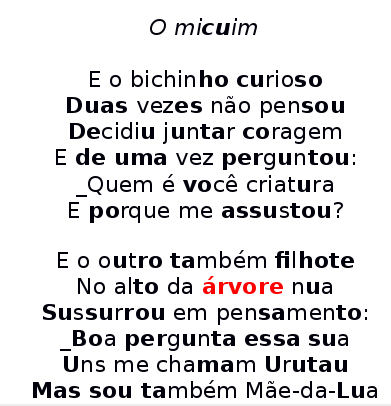 O micuim
E o bichinho curioso
Duas vezes não pensou
Decidiu juntar coragem
E de uma vez perguntou:
_Quem é você criatura
E porque me assustou?
E o outro também filhote
No alto da árvore nua
Sussurrou em pensamento:
_Boa pergunta essa sua
Uns me chamam Urutau
Mas sou também Mãe-da-Lua